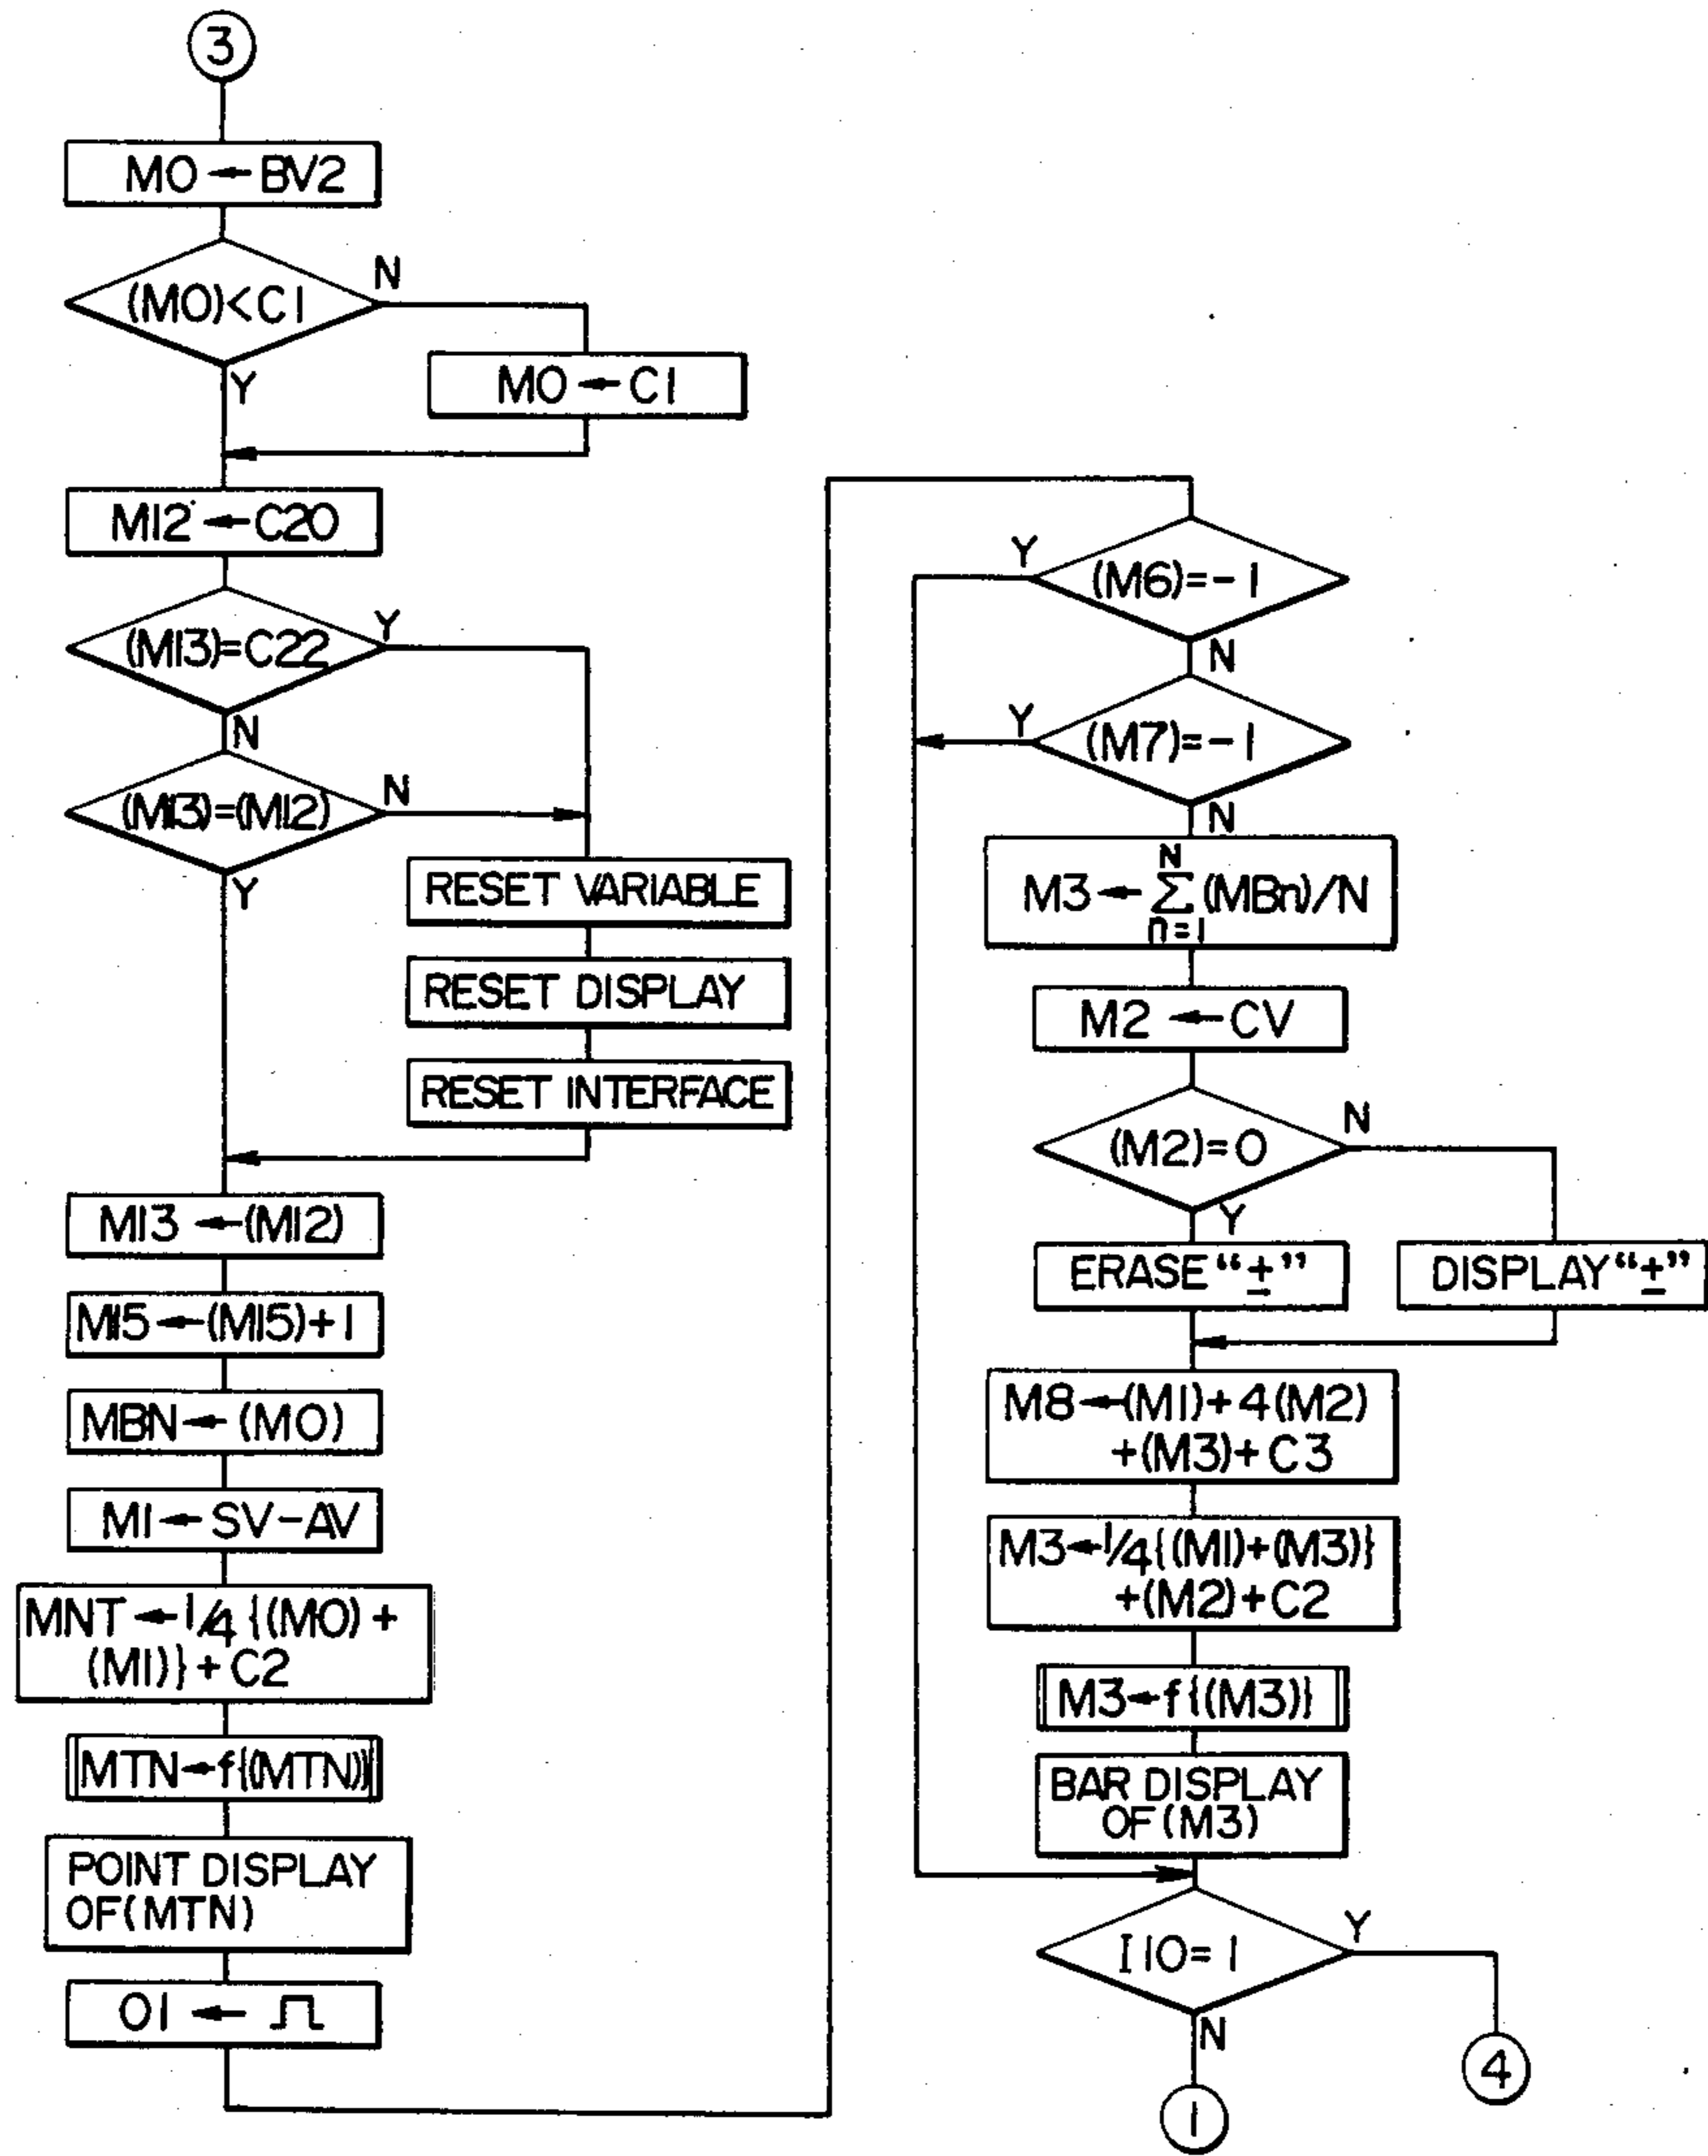 3
M0←BV2
(M0)<C1
N
Y
M0←C1
M12←C20
(M13)=C22
Y
N
(M13)=(M12)
N
Y
RESET VARIABLE
RESET DISPLAY
RESET INTERFACE
M13←(M12)
M15←(M15)+1
MBN←(M0)
M1←SV-AV
MNT←1/4{(M0)+
(M1)}+C2
MTN←f{(MTN)}
POINT DISPLAY
OF(MTN)
O1←
(M6)=-1
Y
N
(M7)=-1
Y
N
N
M3←Σ(MBn)/N
n=1
M2←CV
(M2)=0
N
Y
ERASE“±”
DISPLAY“±”
M8←(M1)+4(M2)
+(M3)+C3
M3←1/4{(M1)+(M3)}
+(M2)+C2
M3←f{(M3)}
BAR DISPLAY
OF(M3)
I10=1
Y
N
4
1